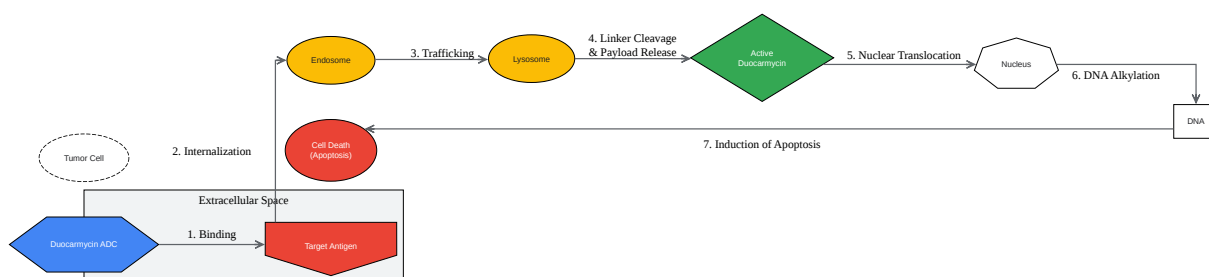 4. Linker Cleavage
& Payload Release
3. Trafficking
Endosome
Lysosome
Active
Duocarmycin
5. Nuclear Translocation
Nucleus
6. DNA Alkylation
DNA
7. Induction of Apoptosis
Cell Death
(Apoptosis)
2. Internalization
Tumor Cell
Extracellular Space
Duocarmycin ADC
1. Binding
Target Antigen